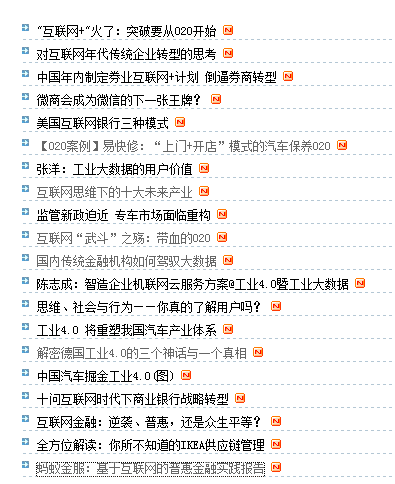 “互联网+”火了：突破要从O2O开始
对互联网年代传统企业转型的思考
中国年内制定券业互联网+计划 倒逼券商转型
微商会成为微信的下一张王牌？
美国互联网银行三种模式
【O2O案例】易快修：“上门+开店”模式的汽车保养O2O
张洋：工业大数据的用户价值
互联网思维下的十大未来产业
监管新政迫近 专车市场面临重构
互联网“武斗”之殇：带血的O2O
国内传统金融机构如何驾驭大数据
陈志成：智造企业机联网云服务方案@工业4.0暨工业大数据
思维、社会与行为——你真的了解用户吗？
工业4.0 将重塑我国汽车产业体系
解密德国工业4.0的三个神话与一个真相
中国汽车掘金工业4.0(图)
十问互联网时代下商业银行战略转型
互联网金融：逆袭、普惠，还是众生平等？
全方位解读：你所不知道的IKEA供应链管理
蚂蚁金服：基于互联网的普惠金融实践报告